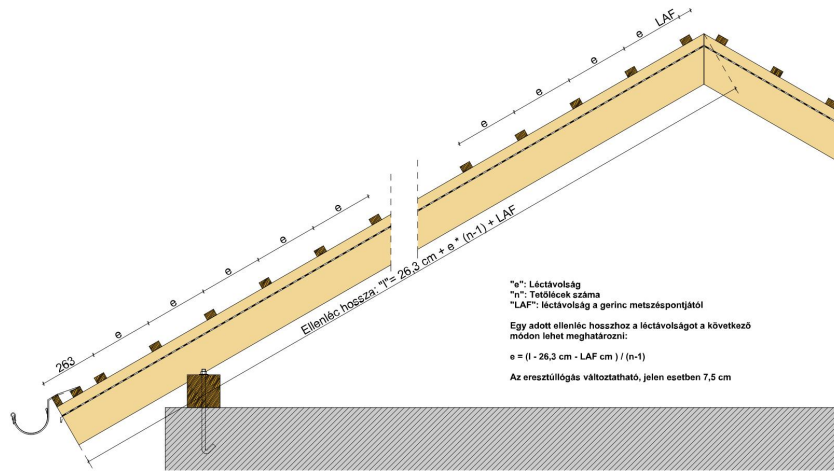 LAF
e
e
e
e
e
e
e
e
e
263
Ellenléc hossza: "l"= 26,3 cm + e * (n-1) + LAF
"e": Léctávolság
"n": Tetőlécek száma
"LAF": léctávolság a gerinc metszéspontjától
Egy adott ellenléc hosszhoz a léctávolságot a következő
módon lehet meghatározni:
e = (l - 26,3 cm - LAF cm ) / (n-1)
Az eresztúllógás változtatható, jelen esetben 7,5 cm